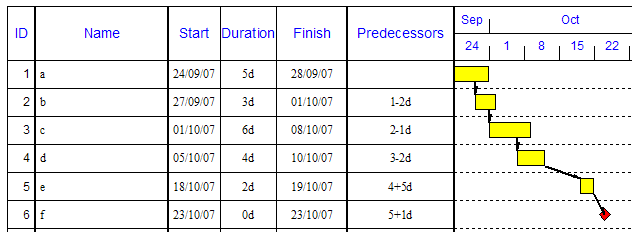 Sep Oct
ID Name Start Duration Finish Predecessors
24 1 8 15 22
1 a 24/09/07 5d 28/09/07
2 b 27/09/07 3d 01/10/07 1-2d
3 c 01/10/07 6d 08/10/07 2-1d
4 d 05/10/07 4d 10/10/07 3-2d
5 e 18/10/07 2d 19/10/07 4+5d
6 f 23/10/07 0d 23/10/07 5+1d